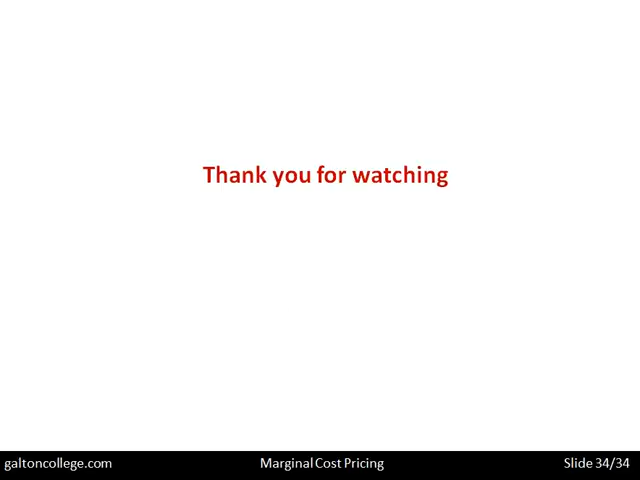 Thank you for watching
galtoncollege.com
Marginal Cost Pricing
Slide 34/34